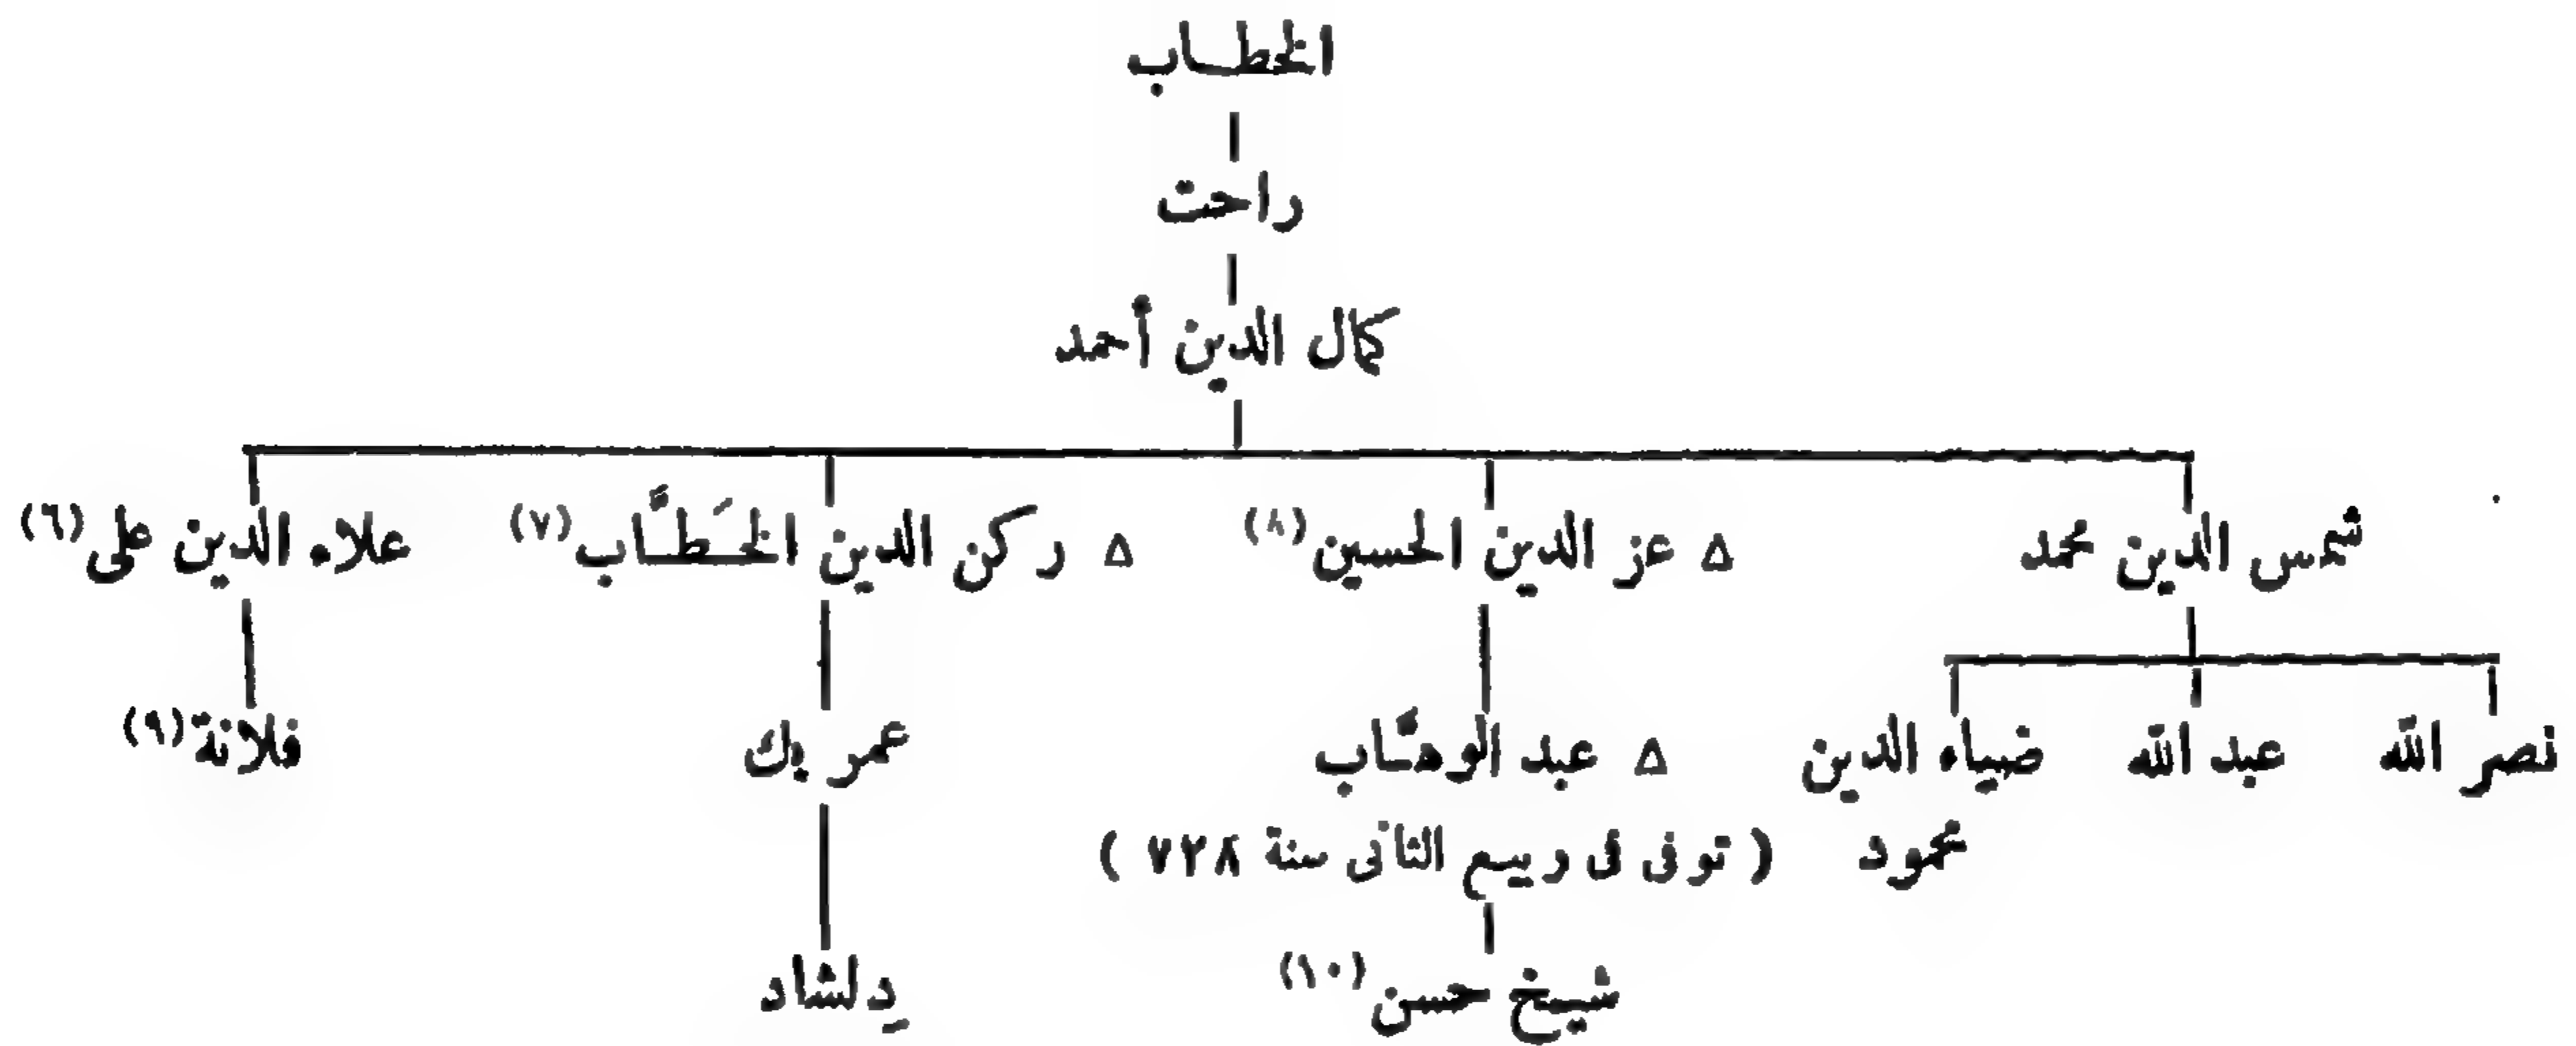 الخطاب
راحت
كمال الدين أحمد
شمس الدين محمد
△ عز الدين الحسين (٨)
△ ركن الدين الخَطَّاب (٧)
علاء الدين على (٦)
نصر الله
عبد الله
ضياء الدين
محمود
△ عبد الوهّاب
( توفى فى ربيع الثانى سنة ٧٢٨ )
شيخ حسن (١٠)
عمر بك
دِلشاد
فلانة (٩)